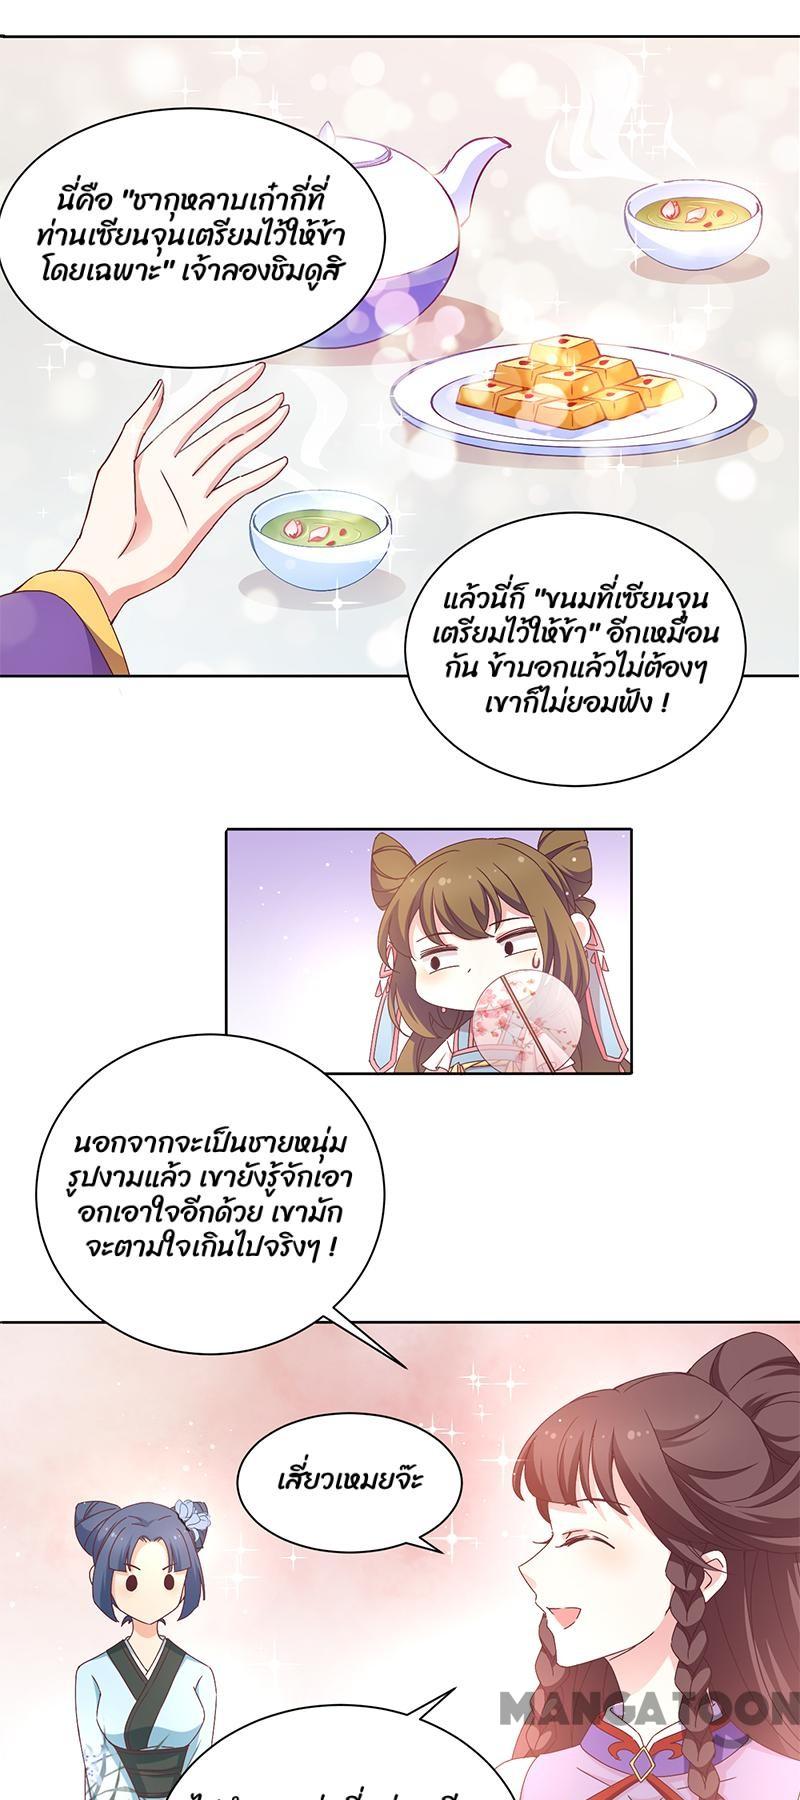 นี่คือ "ชากุหลาบเก๋ากี่ที่
ท่านเซียนจุนเตรียมไว้ให้ข้า
โดยเฉพาะ" เจ้าลองชิมดูสิ
แล้วนี่ก็ "ขนมที่เซียนจุน
เตรียมไว้ให้ข้า" อีกเหมือน
กัน ข้าบอกแล้วไม่ต้องๆ
เขาก็ไม่ยอมฟัง !
นอกจากจะเป็นชายหนุ่ม
รูปงามแล้ว เขายังรู้จักเอา
อกเอาใจอีกด้วย เขามัก
จะตามใจเกินไปจริงๆ !
เสี่ยวเหมยจ๊ะ
MANGATOON